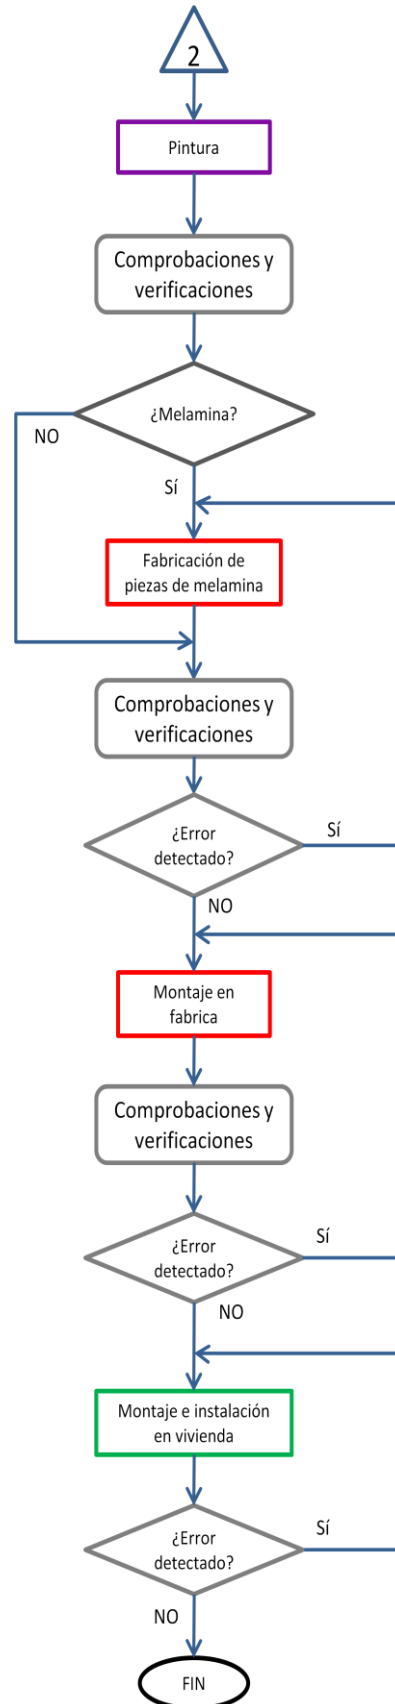 2
Pintura
Comprobaciones y
verificaciones
¿Melamina?
NO
Sí
Fabricación de
piezas de melamina
Comprobaciones y
verificaciones
¿Error
detectado?
Sí
NO
Montaje en
fabrica
Comprobaciones y
verificaciones
¿Error
detectado?
Sí
NO
Montaje e instalación
en vivienda
¿Error
detectado?
Sí
NO
FIN